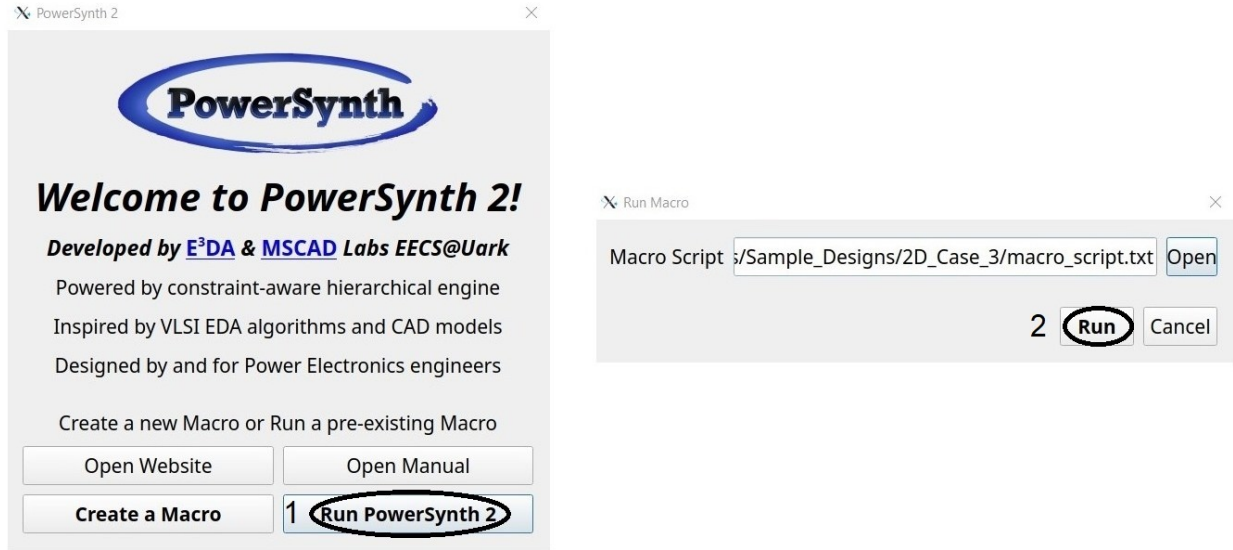 PowerSynth 2
PowerSynth
Welcome to PowerSynth 2!
Developed by E³DA & MSCAD Labs EECS@Uark
Powered by constraint-aware hierarchical engine
Inspired by VLSI EDA algorithms and CAD models
Designed by and for Power Electronics engineers
Create a new Macro or Run a pre-existing Macro
Open Website
Open Manual
Create a Macro
1 Run PowerSynth 2
Run Macro
Macro Script s/Sample_Designs/2D_Case_3/macro_script.txt Open
2 Run Cancel